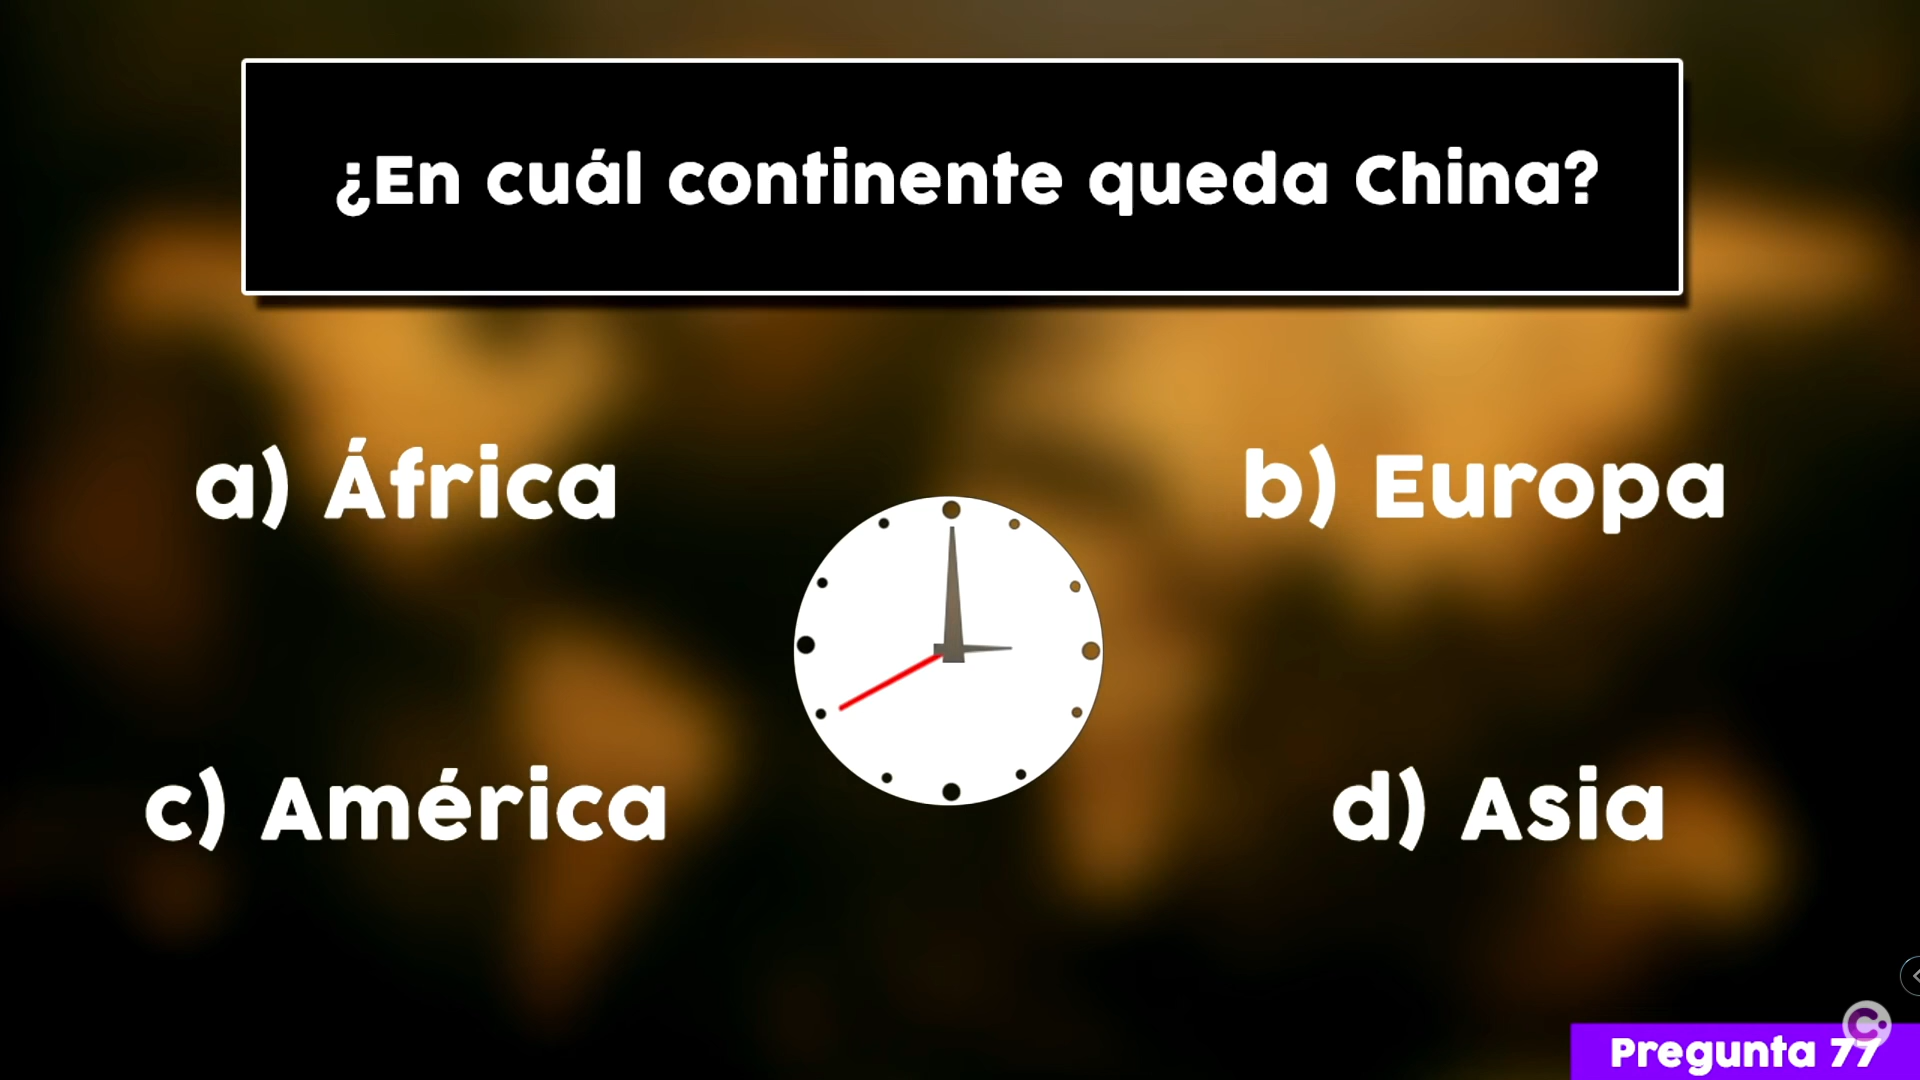 ¿En cuál continente queda China?
a) África
b) Europa
c) América
d) Asia
Pregunta 77